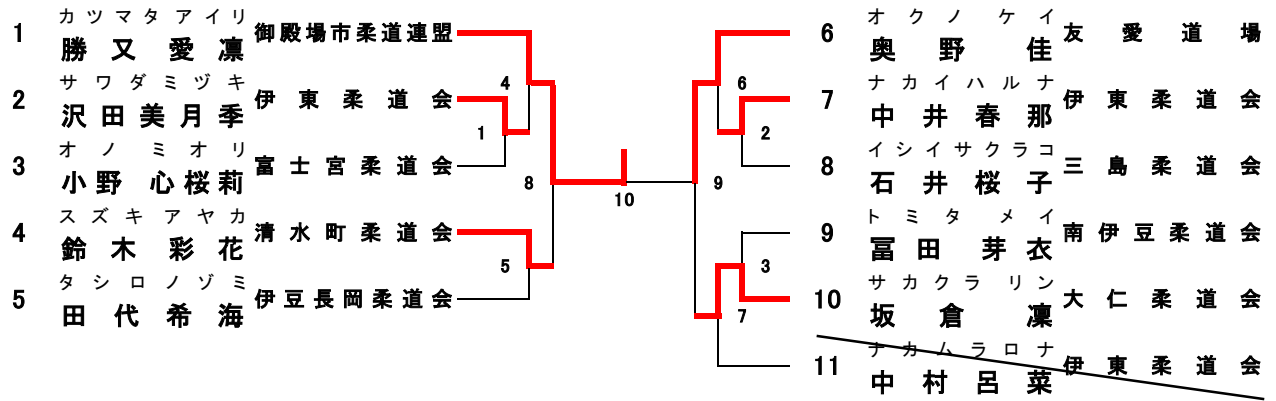 カツマタアイリ
1 勝又愛凛 御殿場市柔道連盟
サワダミヅキ
2 沢田美月季 伊東柔道会
オノミオリ
3 小野心桜莉 富士宮柔道会
スズキアヤカ
4 鈴木彩花 清水町柔道会
タシロノゾミ
5 田代希海 伊豆長岡柔道会
4
1
8
5
10
6
2
9
3
7
オクノケイ
6 奥野佳 友愛道場
ナカイハルナ
7 中井春那 伊東柔道会
イシイサクラコ
8 石井桜子 三島柔道会
トミタメイ
9 冨田芽衣 南伊豆柔道会
サカクラリン
10 坂倉凜 大仁柔道会
ナカムラロナ
11 中村呂菜 伊東柔道会